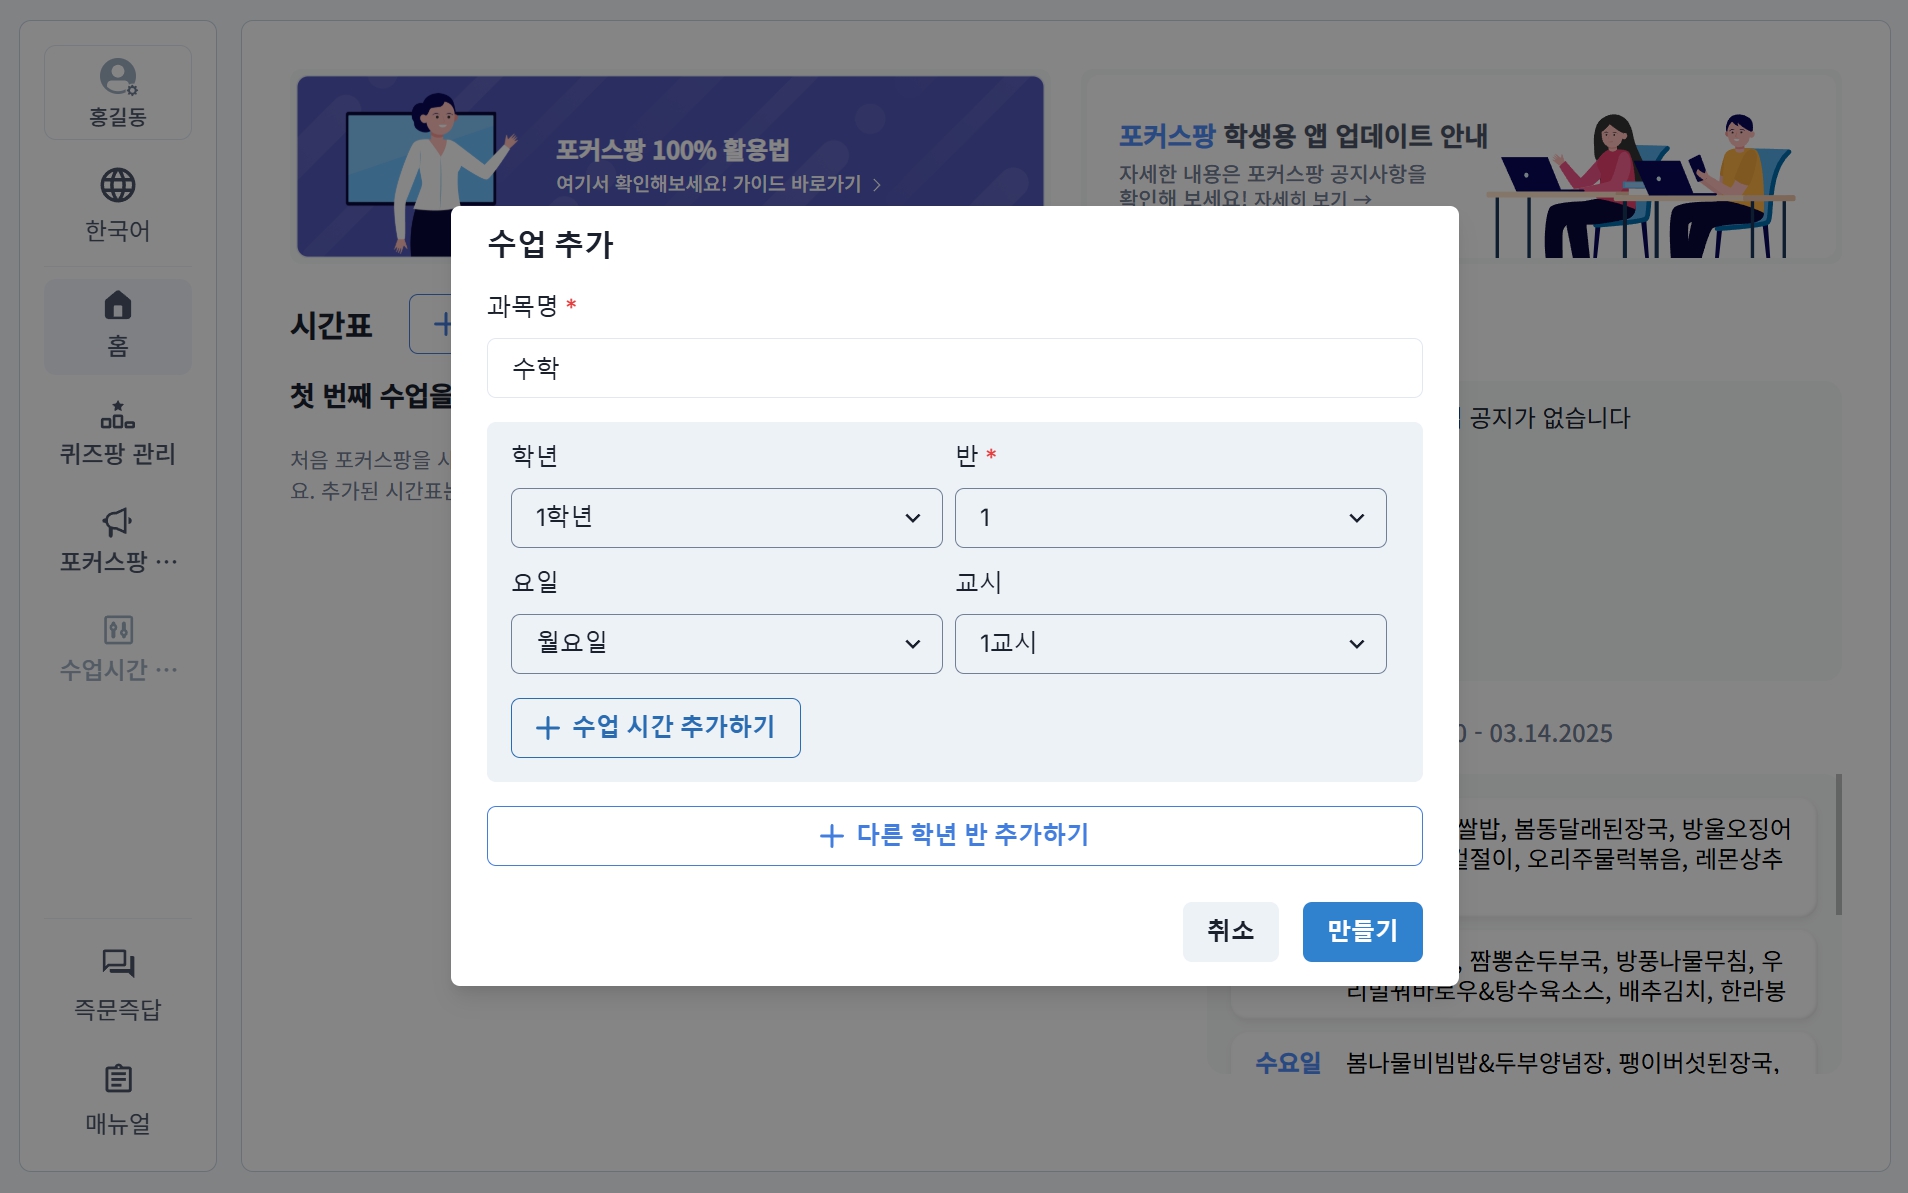 홍길동
한국어
홈
퀴즈팡 관리
포커스팡 ···
수업시간 ···
즉문즉답
매뉴얼
포커스팡 100% 활용법
여기서 확인해보세요! 가이드 바로가기 >
포커스팡 학생용 앱 업데이트 안내
자세한 내용은 포커스팡 공지사항을
확인해 보세요! 자세히 보기 →
시간표
첫 번째 수업을
처음 포커스팡을
요. 추가된 시간표는
공지가 없습니다
수업 추가
과목명 *
수학
학년
반 *
1학년
1
요일
교시
월요일
1교시
+ 수업 시간 추가하기
+ 다른 학년 반 추가하기
취소
만들기
- 03.14.2025
쌀밥, 봄동달래된장국, 방울오징어
겉절이, 오리주물럭볶음, 레몬상추
, 짬뽕순두부국, 방풍나물무침, 우
리밀꿔바로우&탕수육소스, 배추김치, 한라봉
수요일
봄나물비빔밥&두부양념장, 팽이버섯된장국,